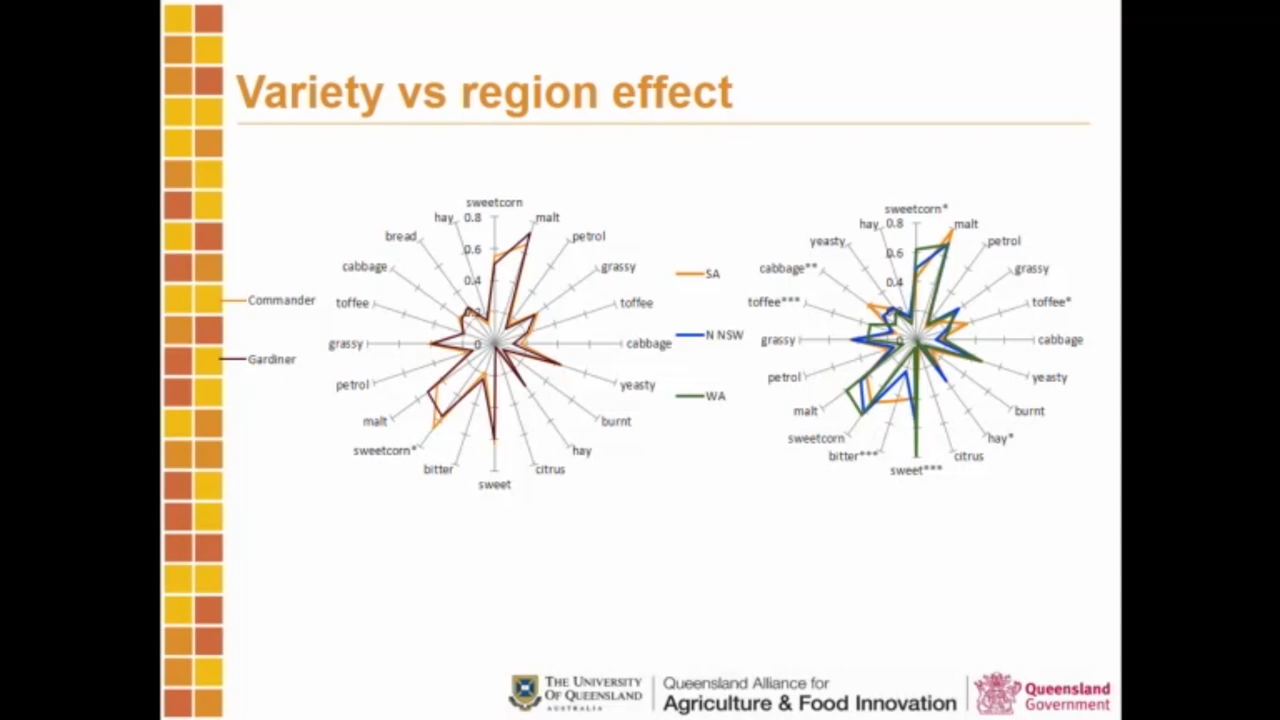 Variety vs region effect
Commander
Gardiner
sweetcorn
malt
petrol
grassy
toffee
cabbage
yeasty
burnt
hay
citrus
sweet
bitter
sweetcorn*
malt
petrol
grassy
toffee
cabbage
bread
hay
0.8
0.6
0.4
0.2
0
SA
N NSW
WA
sweetcorn*
malt
petrol
grassy
toffee*
cabbage
yeasty
burnt
hay*
citrus
sweet***
bitter***
sweetcorn
malt
petrol
grassy
toffee***
cabbage**
yeasty
hay
0.8
0.6
0.4
0
THE UNIVERSITY
OF QUEENSLAND
AUSTRALIA
Queensland Alliance for
Agriculture & Food Innovation
Queensland
Government